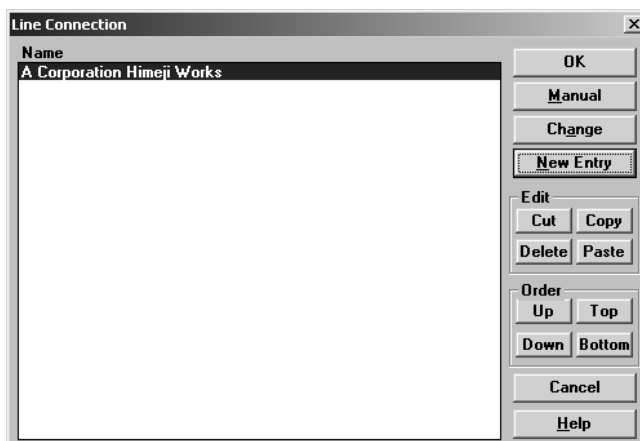 Line Connection
Name
A Corporation Himeji Works
OK
Manual
Change
New Entry
Edit
Cut Copy
Delete Paste
Order
Up Top
Down Bottom
Cancel
Help